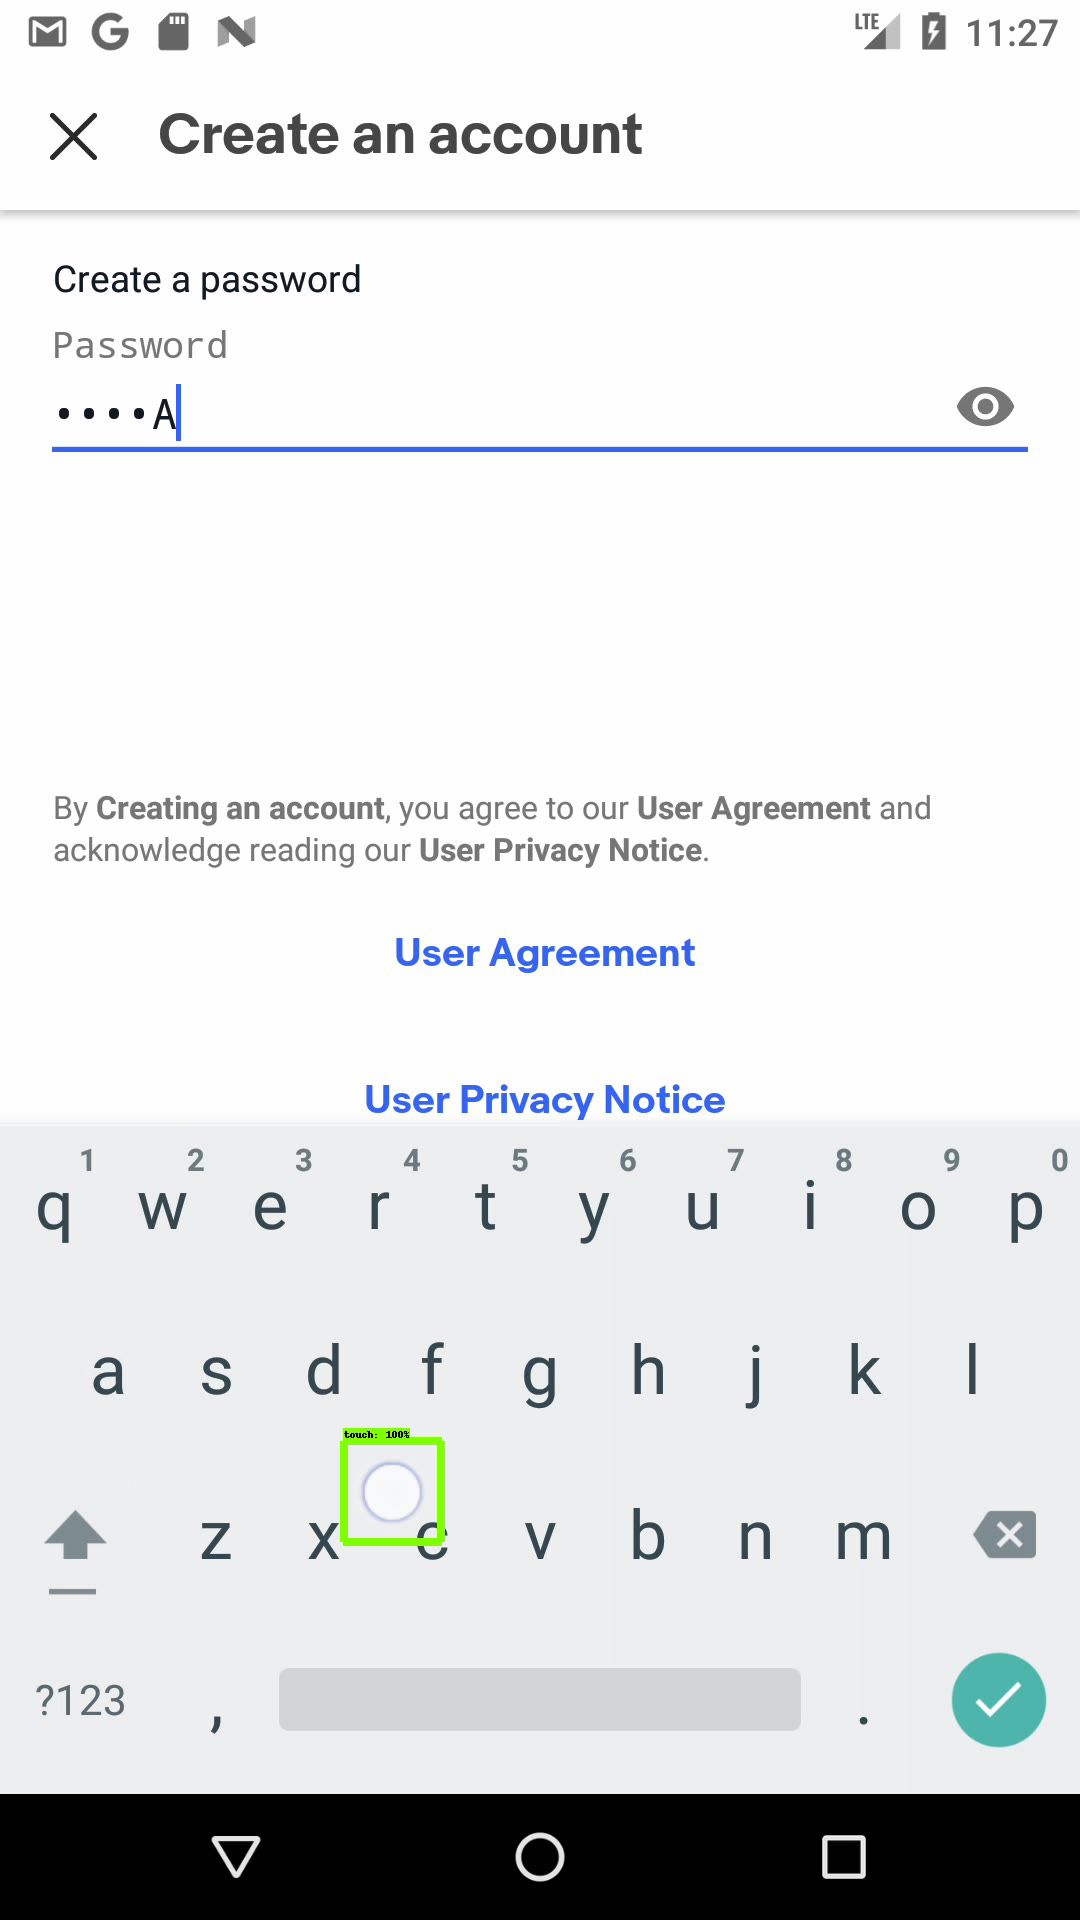 LTE 11:27
Create an account
Create a password
Password
••••A
By Creating an account, you agree to our User Agreement and
acknowledge reading our User Privacy Notice.
User Agreement
User Privacy Notice
1 2 3 4 5 6 7 8 9 0
q w e r t y u i o p
a s d f g h j k l
touch: 100%
z x c v b n m
?123 , .